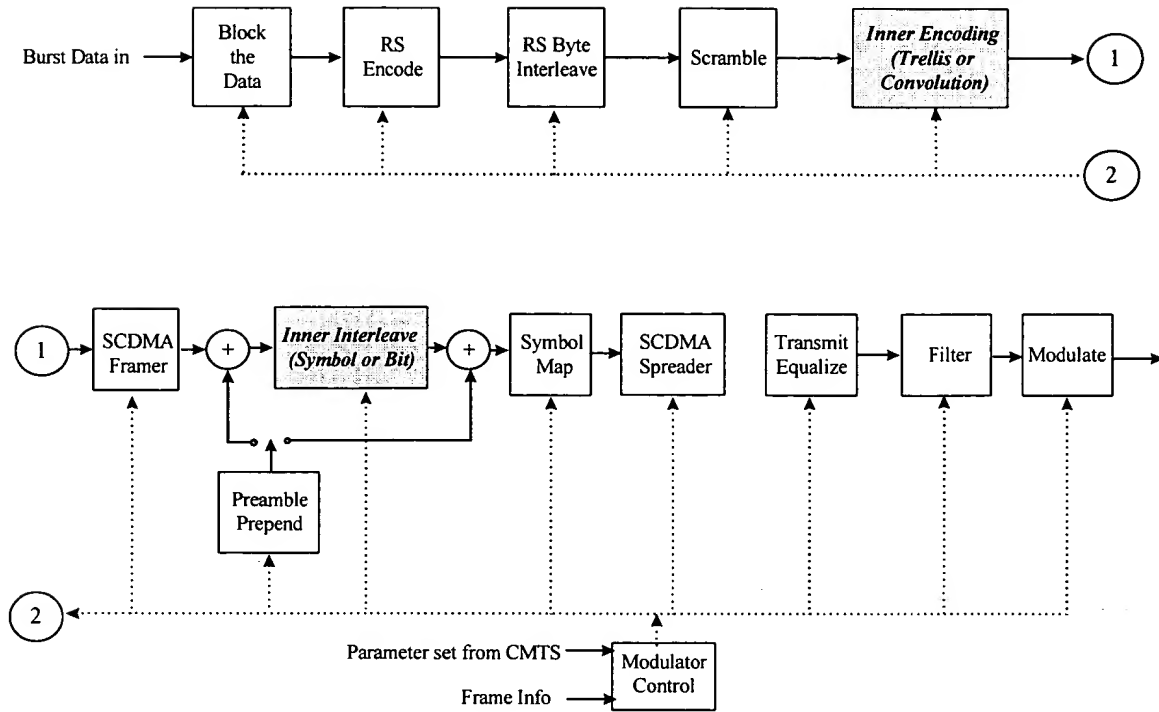 Block
the
Data
RS
Encode
RS Byte
Interleave
Scramble
Inner Encoding
(Trellis or
Convolution)
1
Burst Data in
2
1
SCDMA
Framer
+
Inner Interleave
(Symbol or Bit)
+
Symbol
Map
SCDMA
Spreader
Transmit
Equalize
Filter
Modulate
Preamble
Prepend
2
Parameter set from CMTS
Modulator
Control
Frame Info